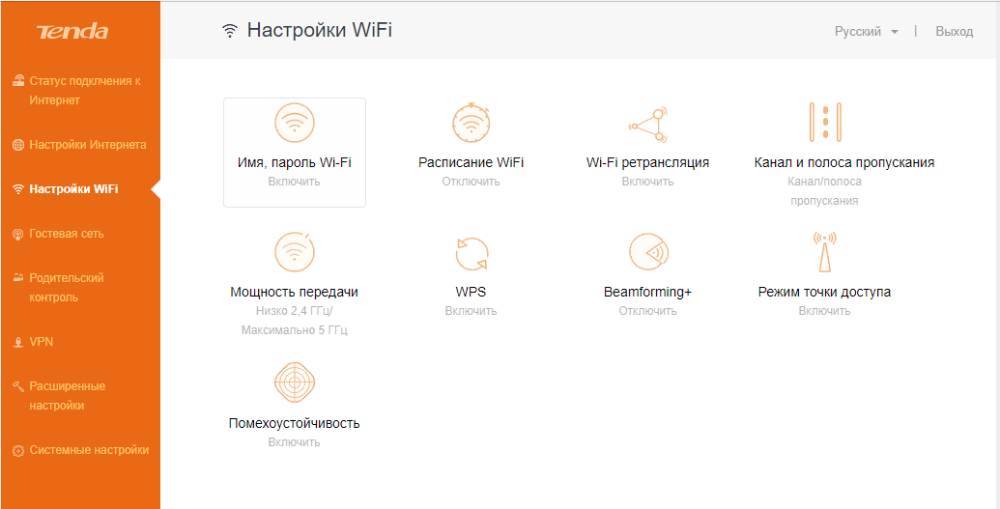 Tenda
Настройки WiFi
Русский
Выход
Статус подклчения к
Интернет
Настройки Интернета
Настройки WiFi
Гостевая сеть
Родительский
контроль
VPN
Расширенные
настройки
Системные настройки
Имя, пароль Wi-Fi
Включить
Расписание WiFi
Отключить
Wi-Fi ретрансляция
Включить
Канал и полоса пропускания
Канал/полоса
пропускания
Мощность передачи
Низко 2,4 ГГц/
Максимально 5 ГГц
WPS
Включить
Beamforming+
Отключить
Режим точки доступа
Включить
Помехоустойчивость
Включить